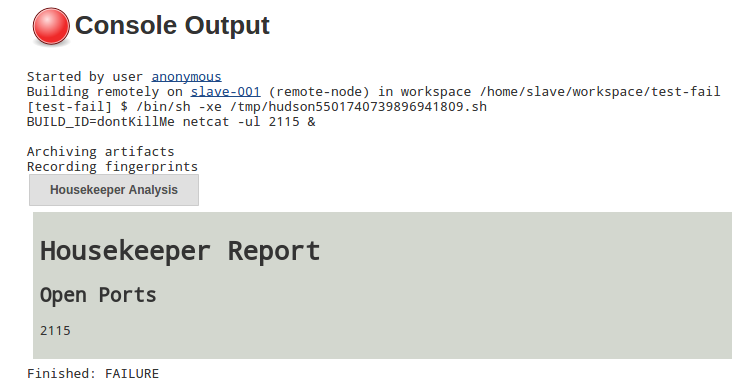 Console Output
Started by user anonymous
Building remotely on slave-001 (remote-node) in workspace /home/slave/workspace/test-fail
[test-fail] $ /bin/sh -xe /tmp/hudson5501740739896941809.sh
BUILD_ID=dontKillMe netcat -ul 2115 &
Archiving artifacts
Recording fingerprints
Housekeeper Analysis
Housekeeper Report
Open Ports
2115
Finished: FAILURE